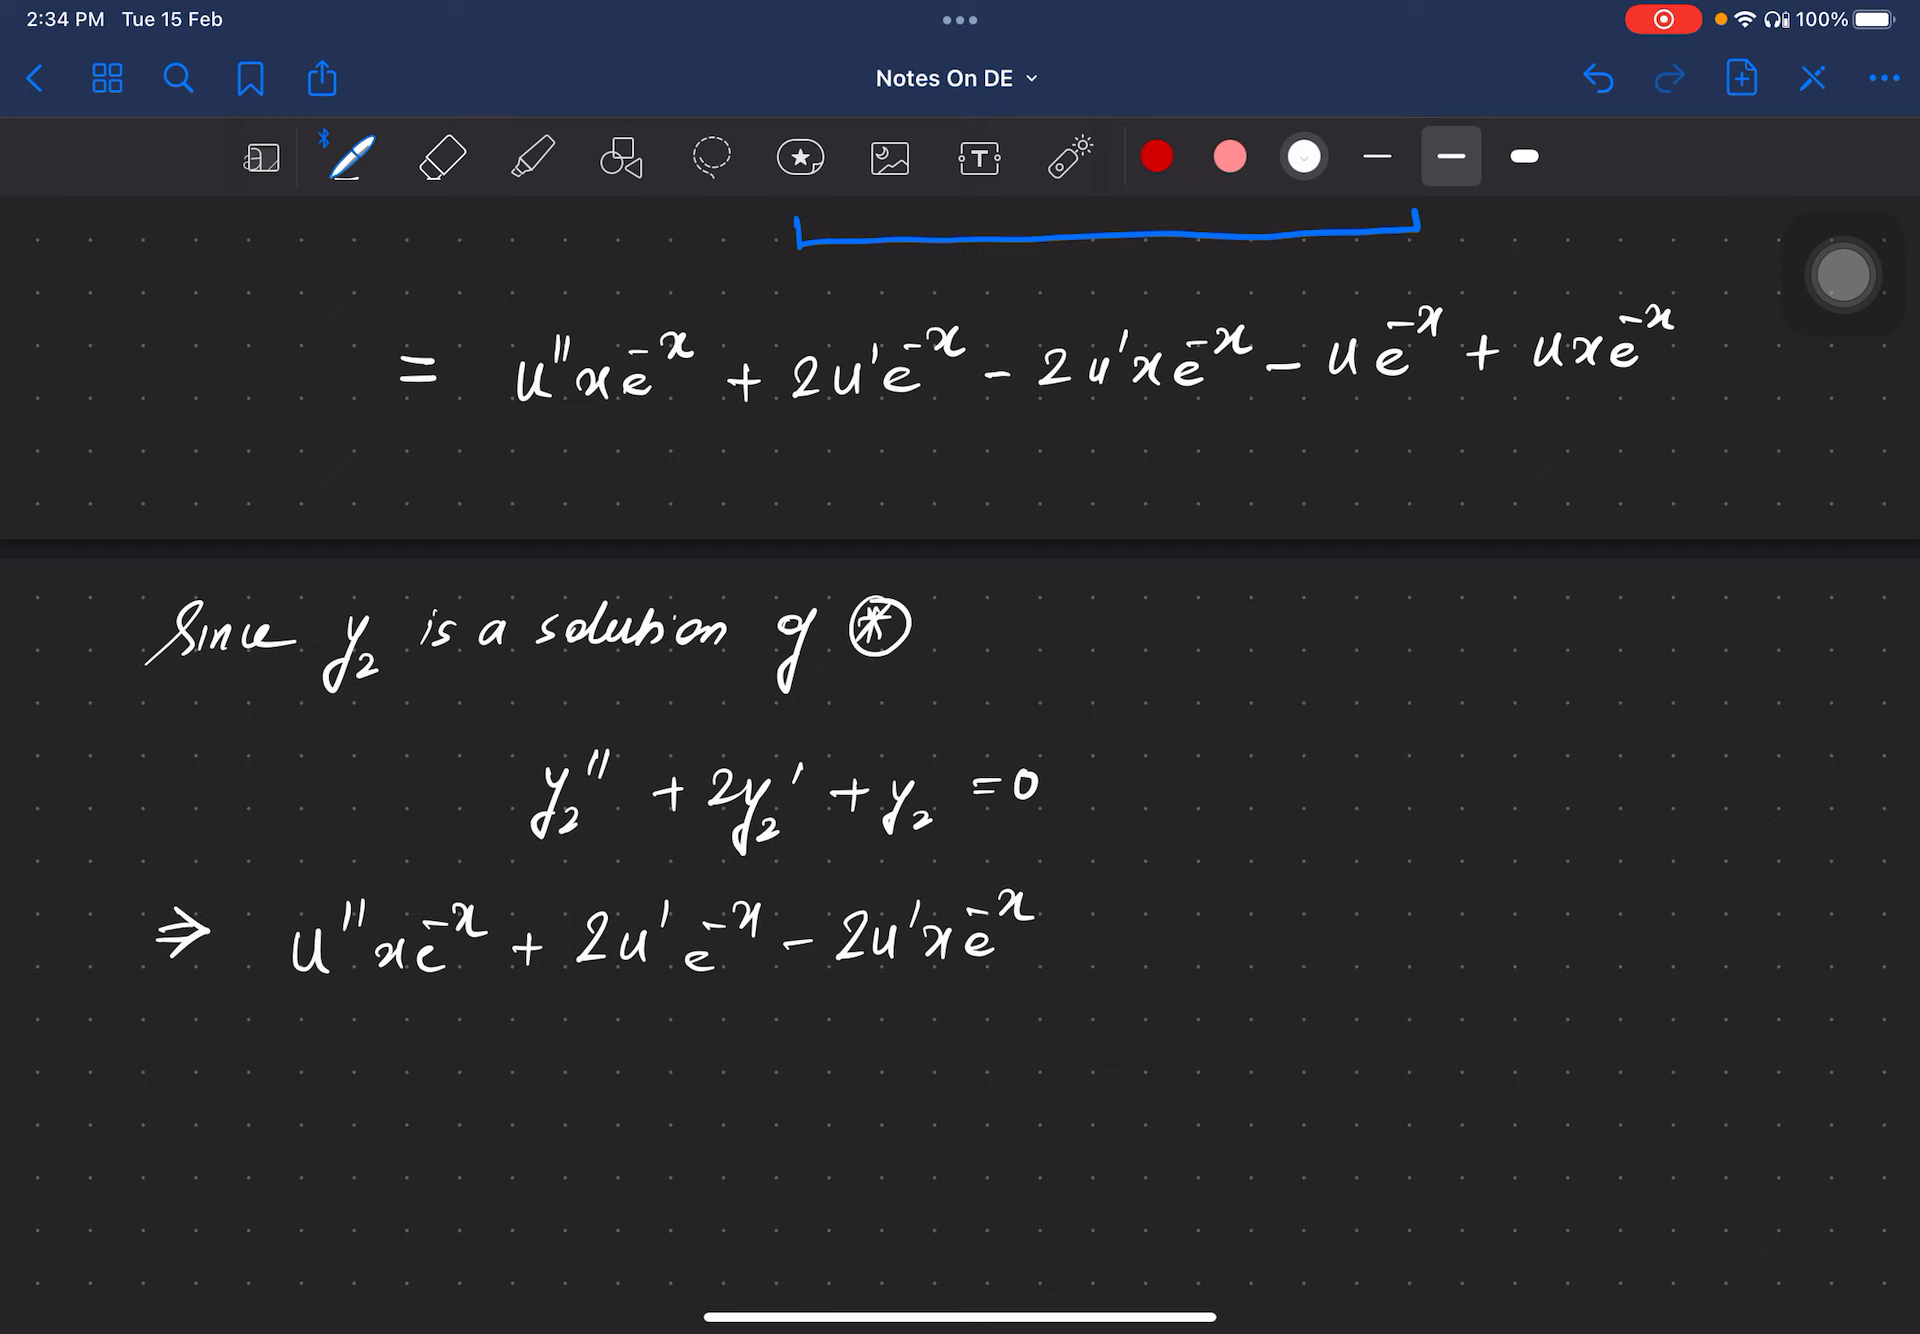 2:34 PM Tue 15 Feb 100%
Notes On DE
T
= u''xe^-x + 2u'e^-x - 2u'xe^-x - ue^-x + uxe^-x
Since y₂ is a solution of ⊛
y₂'' + 2y₂' + y₂ = 0
⇒ u''xe^-x + 2u'e^-x - 2u'xe^-x